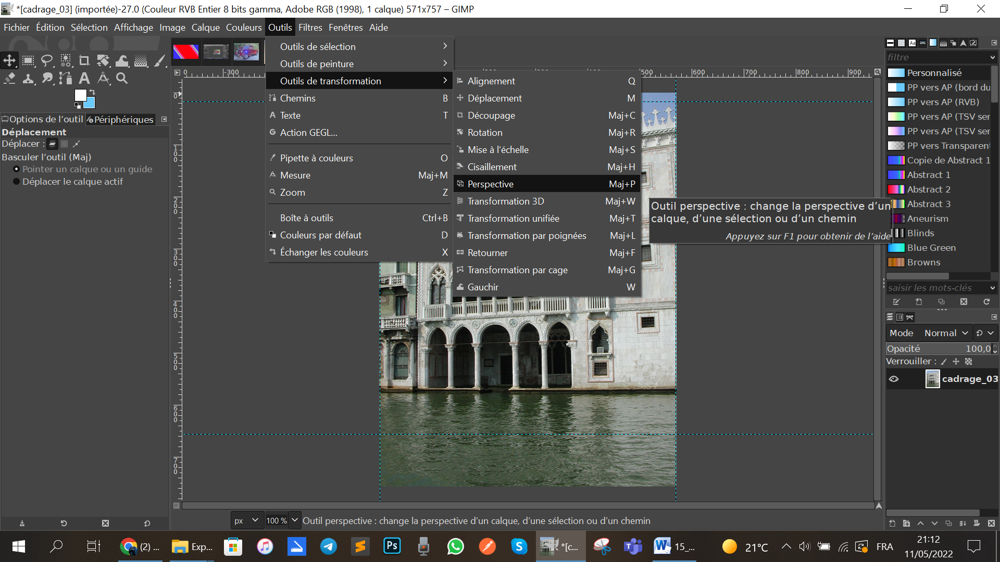 *[cadrage_03] (importée)-27.0 (Couleur RVB Entier 8 bits gamma, Adobe RGB (1998), 1 calque) 571x757 – GIMP
Fichier Édition Sélection Affichage Image Calque Couleurs Outils Filtres Fenêtres Aide
Outils de sélection
Outils de peinture
Outils de transformation
Chemins B
Texte T
Action GEGL...
Pipette à couleurs O
Mesure Maj+M
Zoom Z
Boîte à outils Ctrl+B
Couleurs par défaut D
Échanger les couleurs X
Alignement Q
Déplacement M
Découpage Maj+C
Rotation Maj+R
Mise à l'échelle Maj+S
Cisaillement Maj+H
Perspective Maj+P
Transformation 3D Maj+W
Transformation unifiée Maj+T
Transformation par poignées Maj+L
Retourner Maj+F
Transformation par cage Maj+G
Gauchir W
Outil perspective : change la perspective d'un
calque, d'une sélection ou d'un chemin
Appuyez sur F1 pour obtenir de l'aide
Options de l'outil Périphériques
Déplacement
Déplacer :
Basculer l'outil (Maj)
Pointer un calque ou un guide
Déplacer le calque actif
0 -300 500 600 700 800 900
0
100
200
300
400
500
600
700
filtre
Personnalisé
PP vers AP (bord du
PP vers AP (RVB)
PP vers AP (TSV ser
PP vers AP (TSV ser
PP vers Transparent
Copie de Abstract 1
Abstract 1
Abstract 2
Abstract 3
Aneurism
Blinds
Blue Green
Browns
saisir les mots-clés
Mode Normal
Opacité 100,0
Verrouiller :
cadrage_03
px 100 % Outil perspective : change la perspective d'un calque, d'une sélection ou d'un chemin
(2) ... Exp... Ps *[c... 15_... 21°C FRA
21:12
11/05/2022